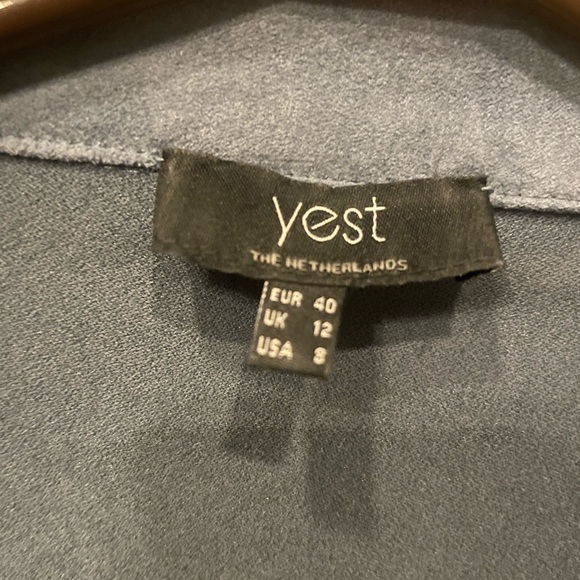 yest
THE NETHERLANDS
EUR 40
UK 12
USA 8